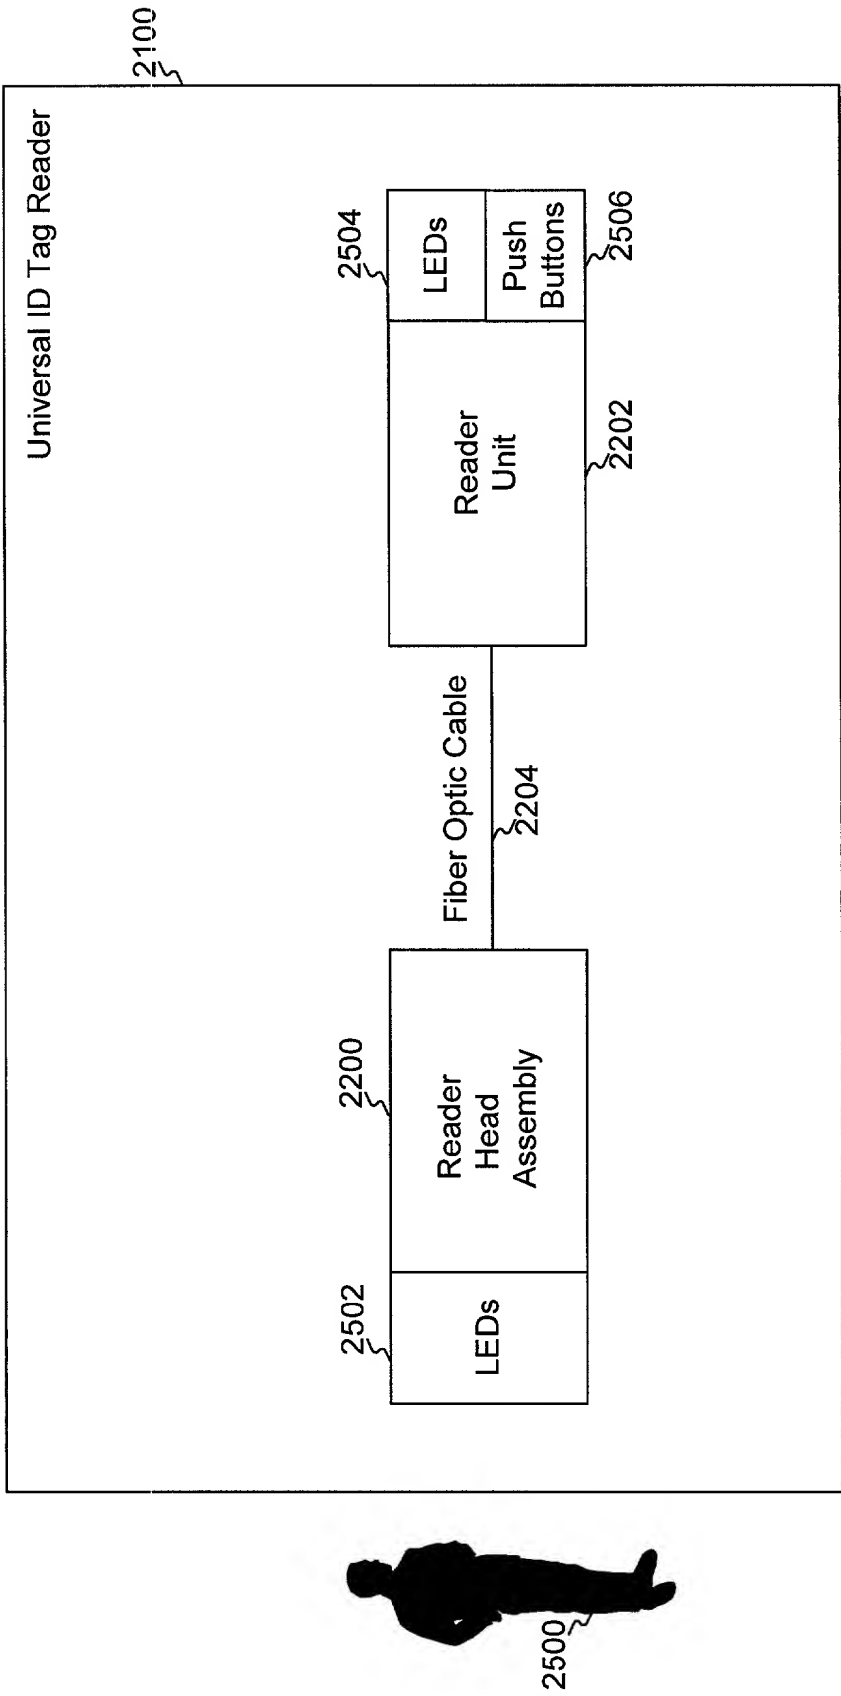 2100
Universal ID Tag Reader
2502
LEDs
2200
Reader
Head
Assembly
Fiber Optic Cable
2204
Reader
Unit
2202
2504
LEDs
Push
Buttons
2506
2500